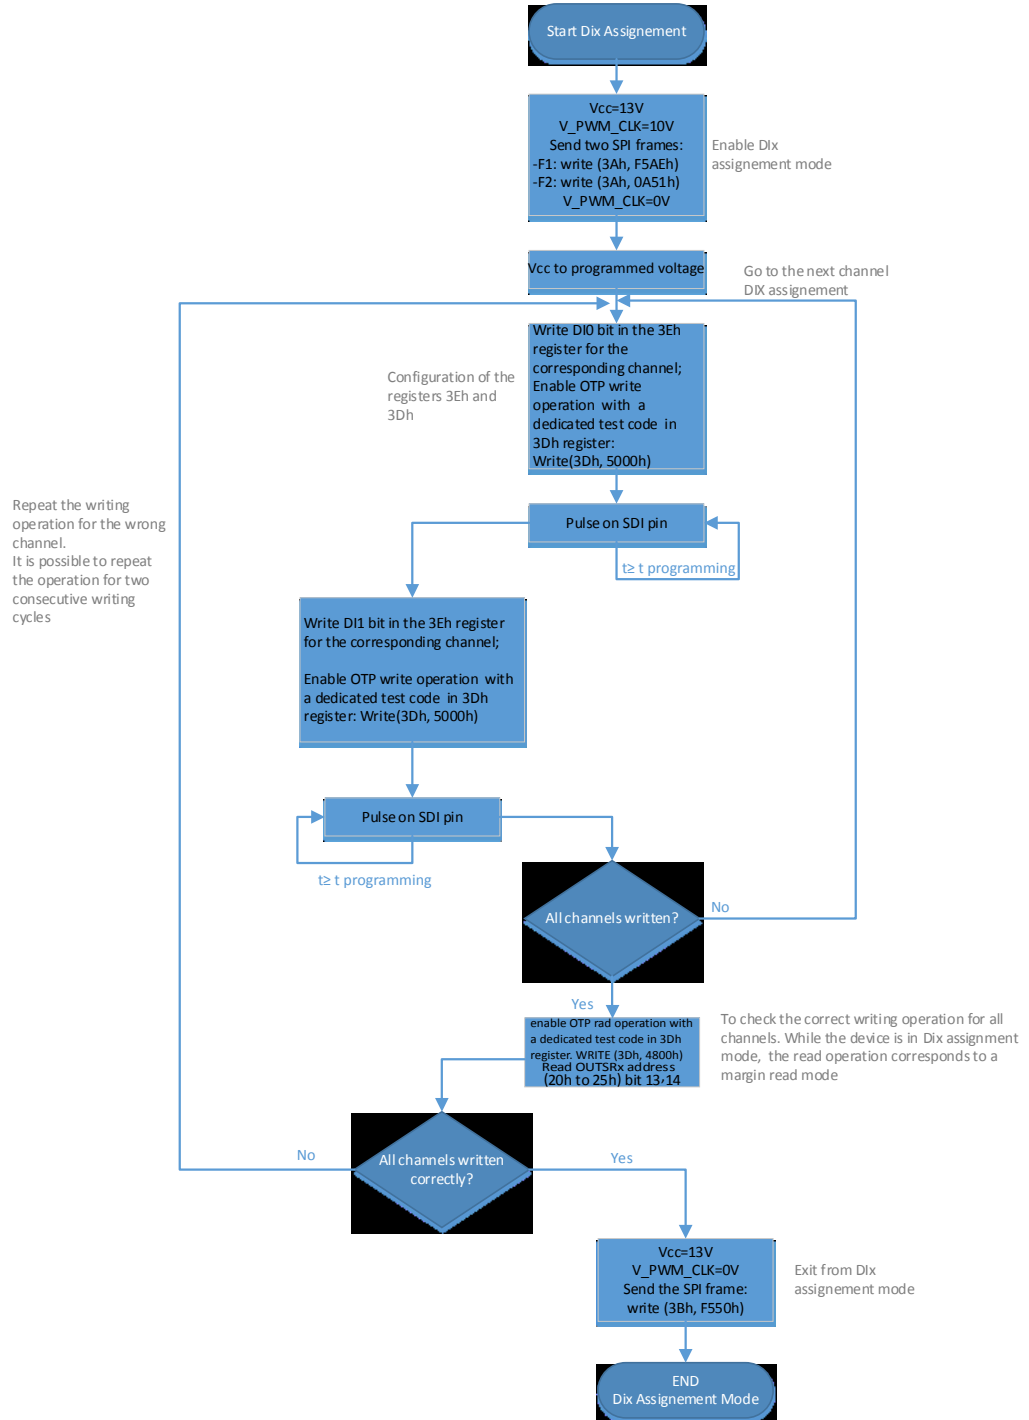 Start Dix Assignement
Vcc=13V
V_PWM_CLK=10V
Send two SPI frames:
-F1: write (3Ah, F5AEh)
-F2: write (3Ah, 0A51h)
V_PWM_CLK=0V
Enable DIx
assignement mode
Vcc to programmed voltage
Go to the next channel
DIX assignement
Write DI0 bit in the 3Eh
register for the
corresponding channel;
Enable OTP write
operation with a
dedicated test code in
3Dh register:
Write(3Dh, 5000h)
Configuration of the
registers 3Eh and
3Dh
Pulse on SDI pin
t≥ t programming
Repeat the writing
operation for the wrong
channel.
It is possible to repeat
the operation for two
consecutive writing
cycles
Write DI1 bit in the 3Eh register
for the corresponding channel;
Enable OTP write operation with
a dedicated test code in 3Dh
register: Write(3Dh, 5000h)
Pulse on SDI pin
t≥ t programming
All channels written?
No
Yes
enable OTP rad operation with
a dedicated test code in 3Dh
register. WRITE (3Dh, 4800h)
Read OUTSRx address
(20h to 25h) bit 13,14
To check the correct writing operation for all
channels. While the device is in Dix assignment
mode, the read operation corresponds to a
margin read mode
All channels written
correctly?
No
Yes
Vcc=13V
V_PWM_CLK=0V
Send the SPI frame:
write (3Bh, F550h)
Exit from DIx
assignement mode
END
Dix Assignement Mode